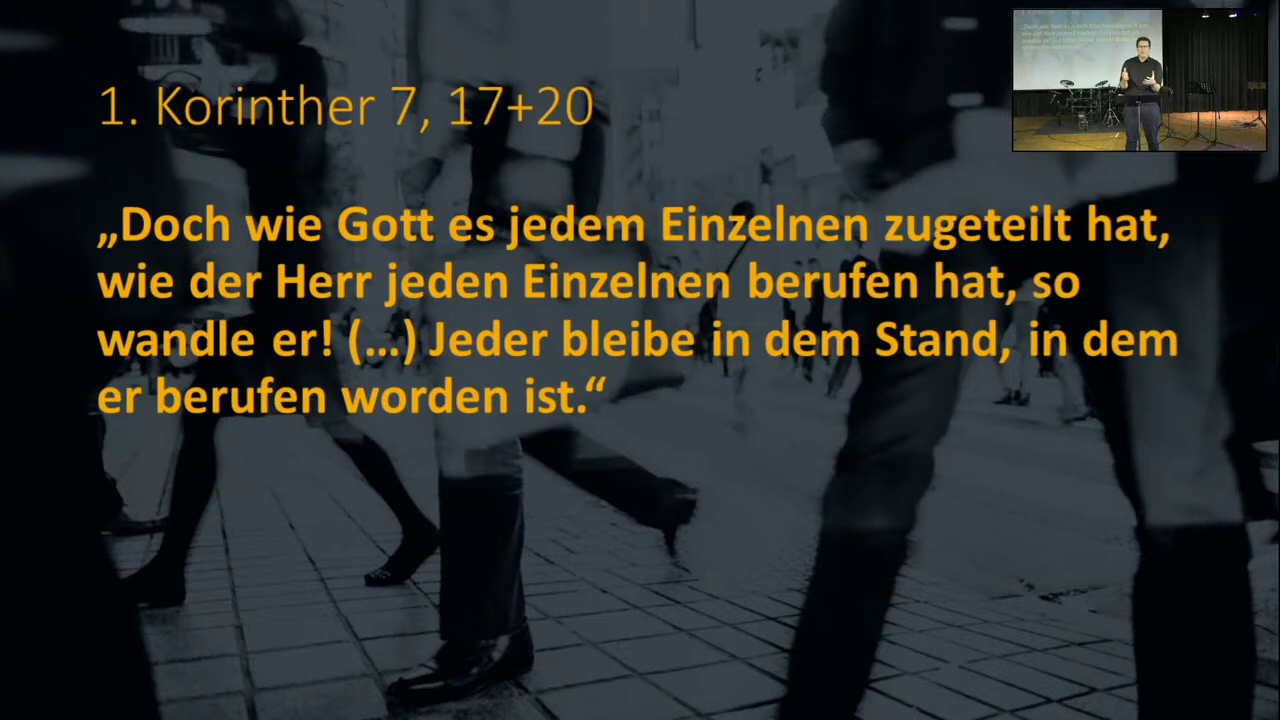 1. Korinther 7, 17+20
„Doch wie Gott es jedem Einzelnen zugeteilt hat,
wie der Herr jeden Einzelnen berufen hat, so
wandle er! (…) Jeder bleibe in dem Stand, in dem
er berufen worden ist.“